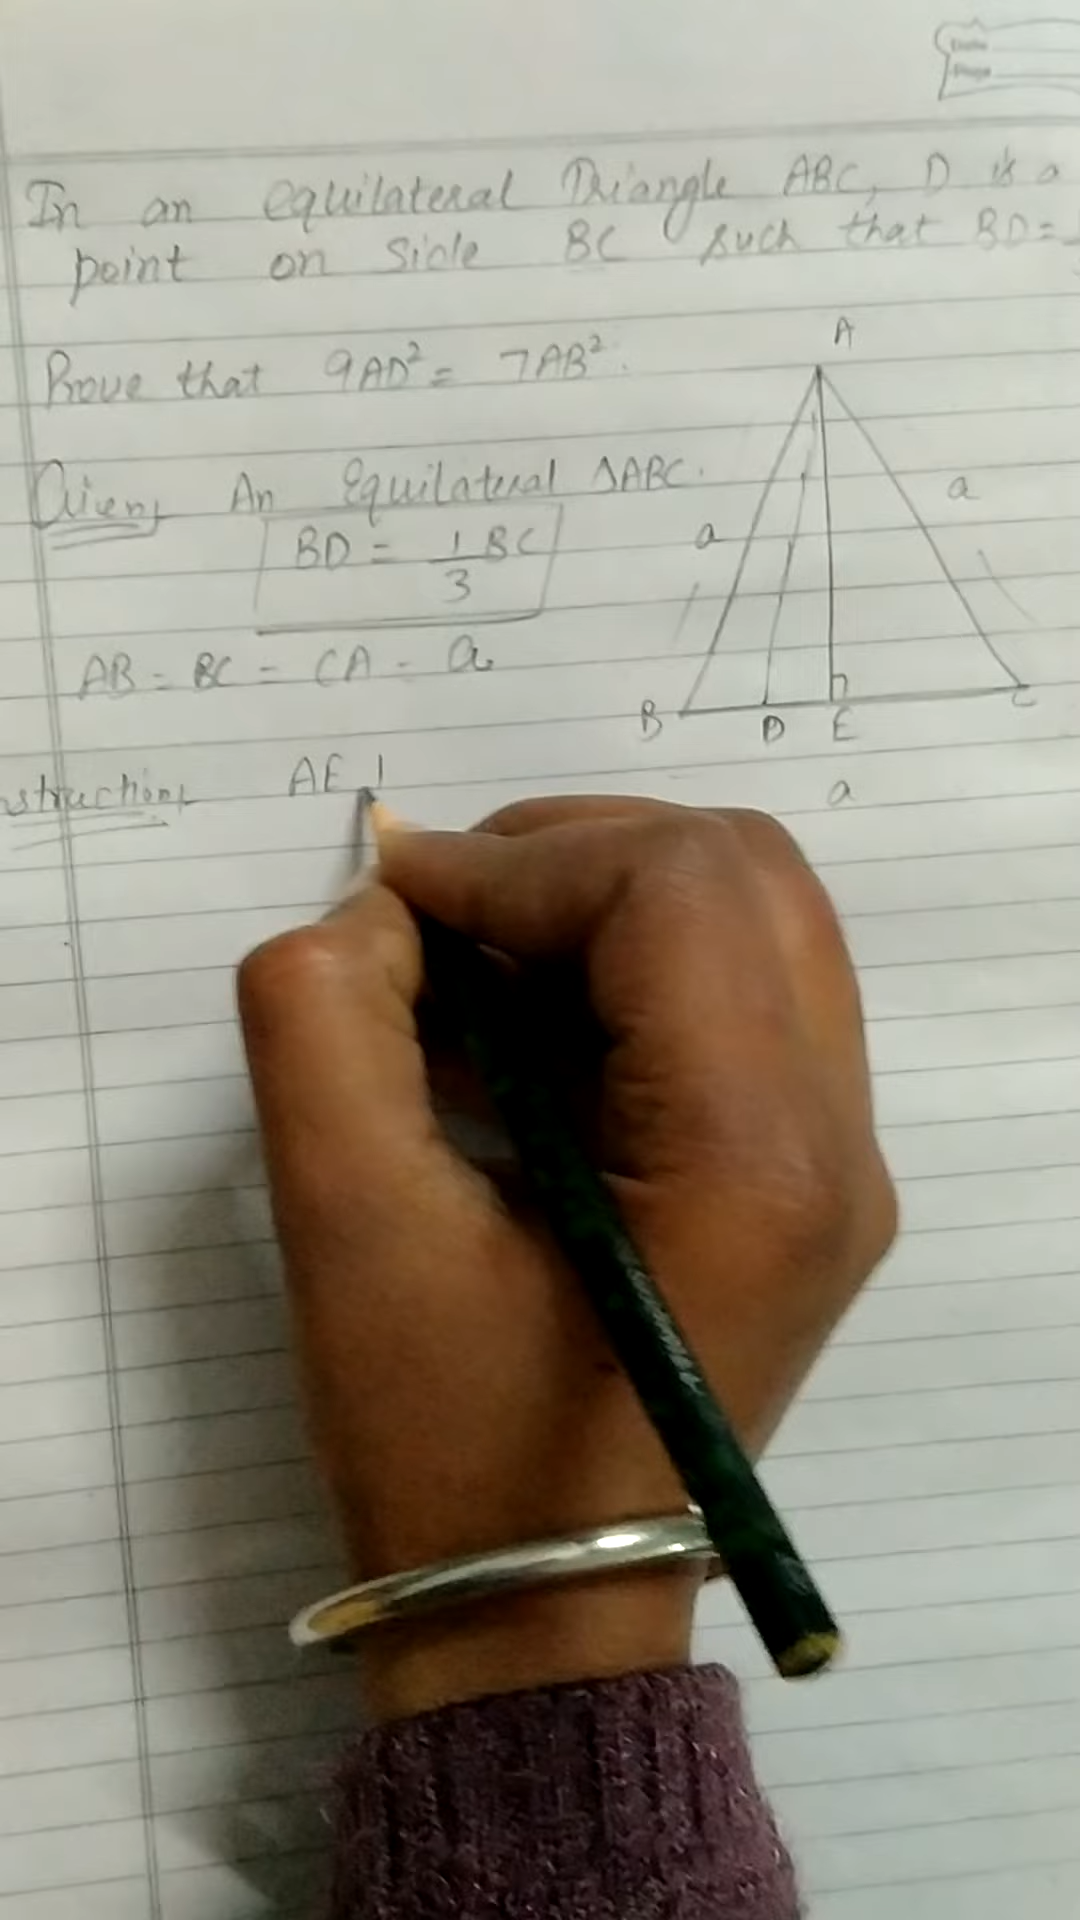 In an equilateral Triangle ABC, D is a
point on side BC such that BD =
Prove that 9AD² = 7AB².
A
Given, An Equilateral △ABC.
a
a
BD = 1/3 BC
AB = BC = CA = a
B D E C
AE
a